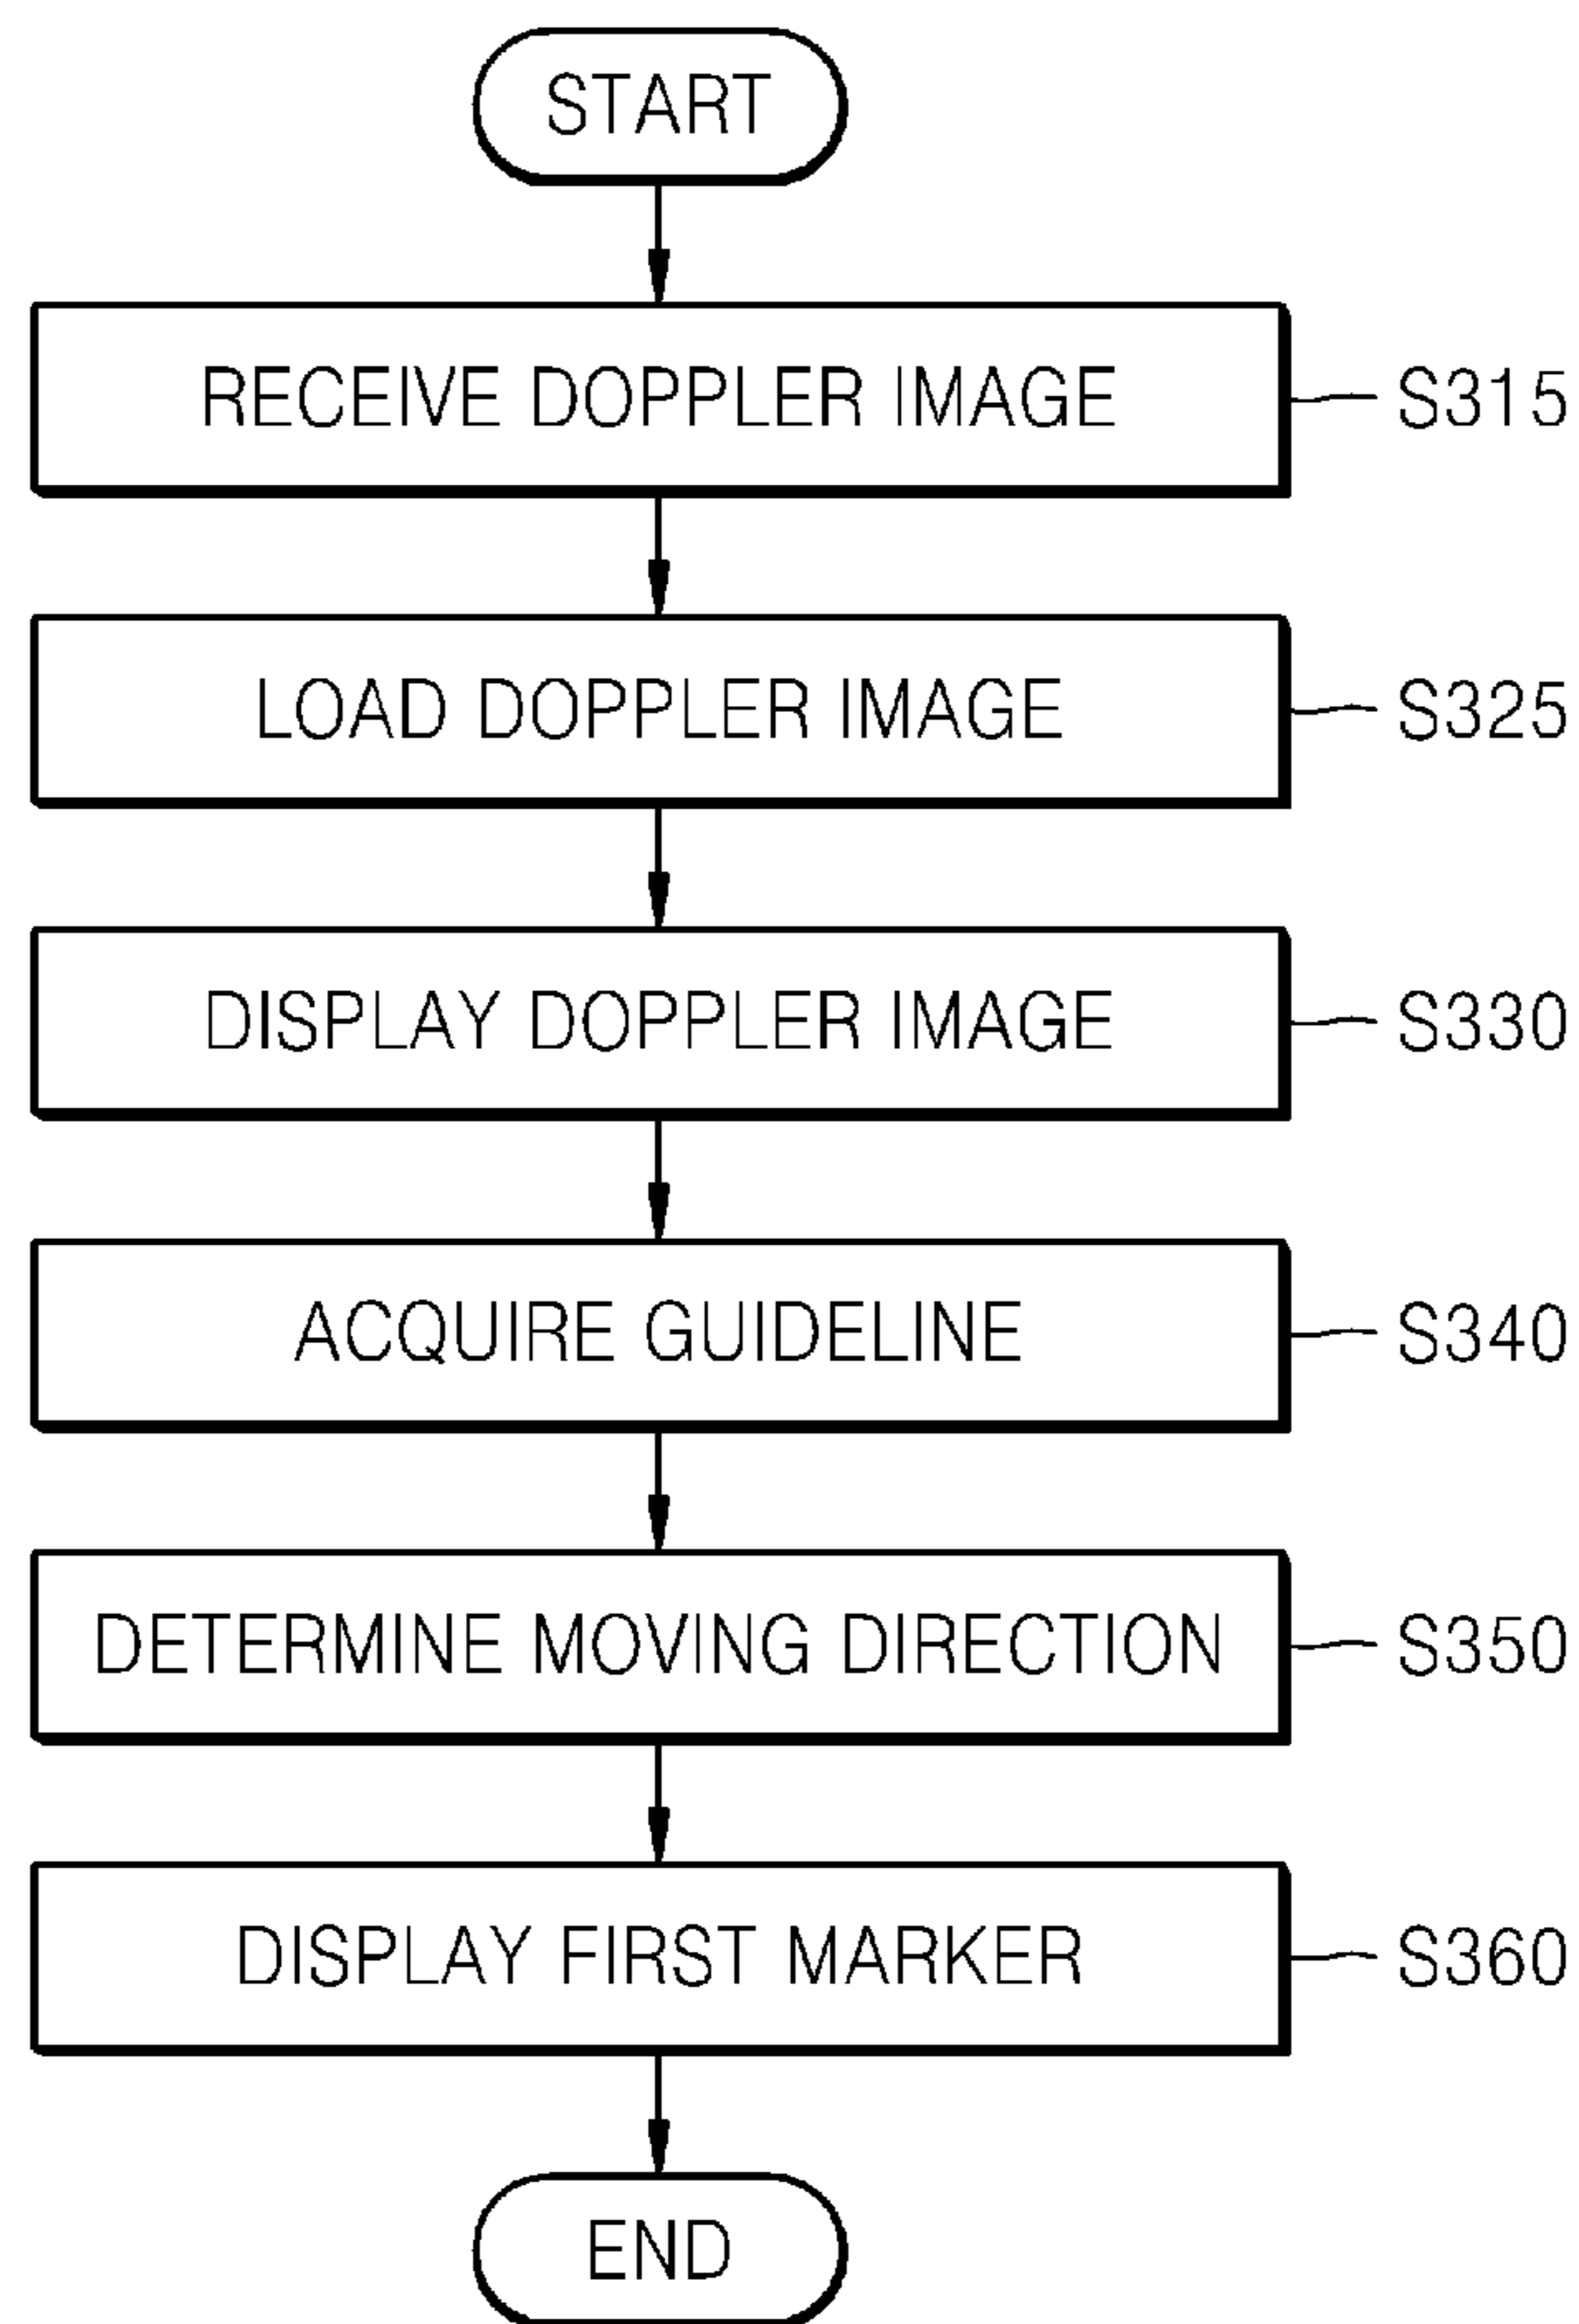 START
RECEIVE DOPPLER IMAGE
S315
LOAD DOPPLER IMAGE
S325
DISPLAY DOPPLER IMAGE
S330
ACQUIRE GUIDELINE
S340
DETERMINE MOVING DIRECTION
S350
DISPLAY FIRST MARKER
S360
END